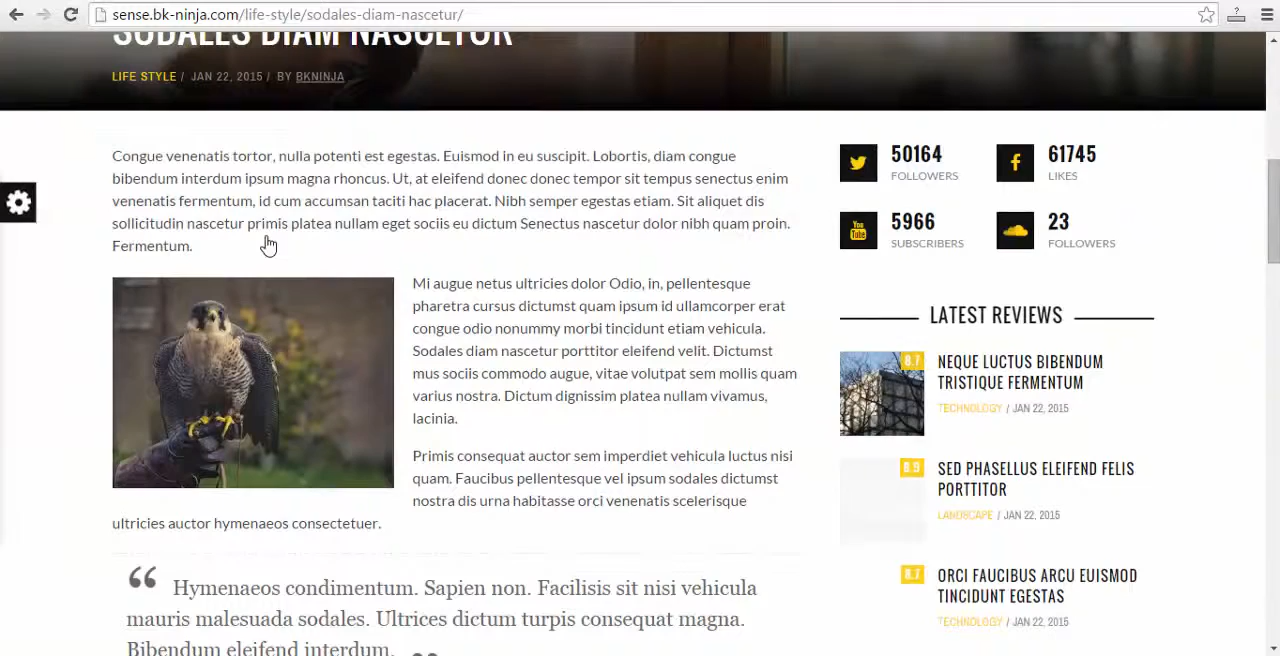 sense.bk-ninja.com/life-style/sodales-diam-nascetur/
SODALES DIAM NASCETUR
LIFE STYLE / JAN 22, 2015 / BY BKNINJA
Congue venenatis tortor, nulla potenti est egestas. Euismod in eu suscipit. Lobortis, diam congue
bibendum interdum ipsum magna rhoncus. Ut, at eleifend donec donec tempor sit tempus senectus enim
venenatis fermentum, id cum accumsan taciti hac placerat. Nibh semper egestas etiam. Sit aliquet dis
sollicitudin nascetur primis platea nullam eget sociis eu dictum Senectus nascetur dolor nibh quam proin.
Fermentum.
Mi augue netus ultricies dolor Odio, in, pellentesque
pharetra cursus dictumst quam ipsum id ullamcorper erat
congue odio nonummy morbi tincidunt etiam vehicula.
Sodales diam nascetur porttitor eleifend velit. Dictumst
mus sociis commodo augue, vitae volutpat sem mollis quam
varius nostra. Dictum dignissim platea nullam vivamus,
lacinia.
Primis consequat auctor sem imperdiet vehicula luctus nisi
quam. Faucibus pellentesque vel ipsum sodales dictumst
nostra dis urna habitasse orci venenatis scelerisque
ultricies auctor hymenaeos consectetuer.
“ Hymenaeos condimentum. Sapien non. Facilisis sit nisi vehicula
mauris malesuada sodales. Ultrices dictum turpis consequat magna.
Bibendum eleifend interdum. ”
50164
FOLLOWERS
61745
LIKES
You Tube
5966
SUBSCRIBERS
23
FOLLOWERS
LATEST REVIEWS
8.7
NEQUE LUCTUS BIBENDUM
TRISTIQUE FERMENTUM
TECHNOLOGY / JAN 22, 2015
8.9
SED PHASELLUS ELEIFEND FELIS
PORTTITOR
LANDSCAPE / JAN 22, 2015
8.7
ORCI FAUCIBUS ARCU EUISMOD
TINCIDUNT EGESTAS
TECHNOLOGY / JAN 22, 2015